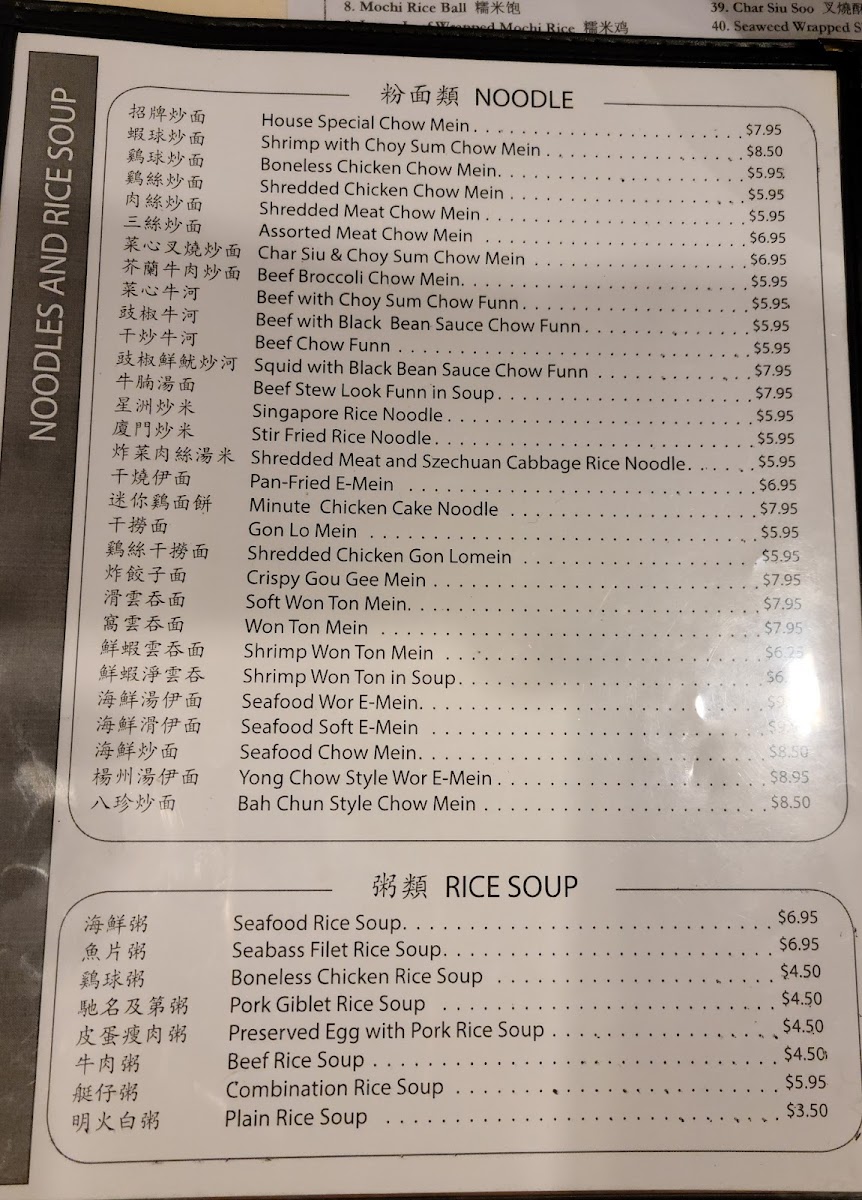 8. Mochi Rice Ball 糯米饱
39. Char Siu Soo 叉燒酥
Wrapped Mochi Rice 糯米鸡
40. Seaweed Wrapped
NOODLES AND RICE SOUP
粉面類 NOODLE
招牌炒面 House Special Chow Mein $7.95
蝦球炒面 Shrimp with Choy Sum Chow Mein $8.50
鷄球炒面 Boneless Chicken Chow Mein $5.95
鷄絲炒面 Shredded Chicken Chow Mein $5.95
肉絲炒面 Shredded Meat Chow Mein $5.95
三絲炒面 Assorted Meat Chow Mein $6.95
菜心叉燒炒面 Char Siu & Choy Sum Chow Mein $6.95
芥蘭牛肉炒面 Beef Broccoli Chow Mein $5.95
菜心牛河 Beef with Choy Sum Chow Funn $5.95
豉椒牛河 Beef with Black Bean Sauce Chow Funn $5.95
干炒牛河 Beef Chow Funn $5.95
豉椒鮮魷炒河 Squid with Black Bean Sauce Chow Funn $7.95
牛腩湯面 Beef Stew Look Funn in Soup $7.95
星洲炒米 Singapore Rice Noodle $5.95
廈門炒米 Stir Fried Rice Noodle $5.95
炸菜肉絲湯米 Shredded Meat and Szechuan Cabbage Rice Noodle $5.95
干燒伊面 Pan-Fried E-Mein $6.95
迷你鷄面餅 Minute Chicken Cake Noodle $7.95
干撈面 Gon Lo Mein $5.95
鷄絲干撈面 Shredded Chicken Gon Lomein $5.95
炸餃子面 Crispy Gou Gee Mein $7.95
滑雲吞面 Soft Won Ton Mein $7.95
窩雲吞面 Won Ton Mein $7.95
鮮蝦雲吞面 Shrimp Won Ton Mein $6.25
鮮蝦淨雲吞 Shrimp Won Ton in Soup
海鮮湯伊面 Seafood Wor E-Mein
海鮮滑伊面 Seafood Soft E-Mein
海鮮炒面 Seafood Chow Mein $8.50
楊州湯伊面 Yong Chow Style Wor E-Mein $8.95
八珍炒面 Bah Chun Style Chow Mein $8.50
粥類 RICE SOUP
海鮮粥 Seafood Rice Soup $6.95
魚片粥 Seabass Filet Rice Soup $6.95
鷄球粥 Boneless Chicken Rice Soup $4.50
馳名及第粥 Pork Giblet Rice Soup $4.50
皮蛋瘦肉粥 Preserved Egg with Pork Rice Soup $4.50
牛肉粥 Beef Rice Soup $4.50
艇仔粥 Combination Rice Soup $5.95
明火白粥 Plain Rice Soup $3.50